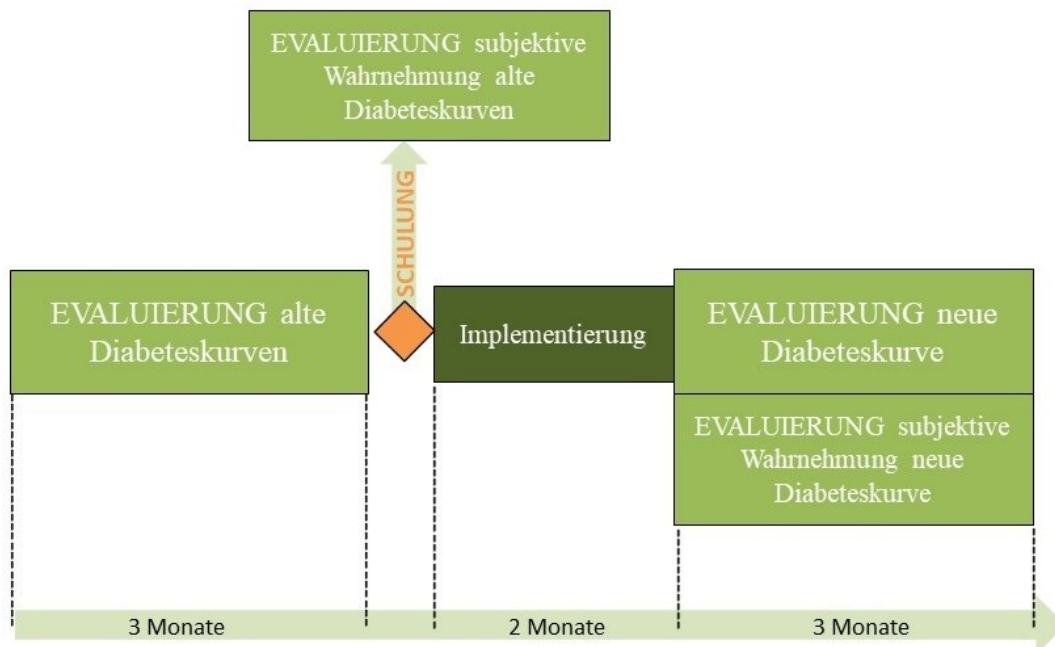 EVALUIERUNG subjektive
Wahrnehmung alte
Diabeteskurven
SCHULUNG
EVALUIERUNG alte
Diabeteskurven
Implementierung
EVALUIERUNG neue
Diabeteskurve
EVALUIERUNG subjektive
Wahrnehmung neue
Diabeteskurve
3 Monate
2 Monate
3 Monate